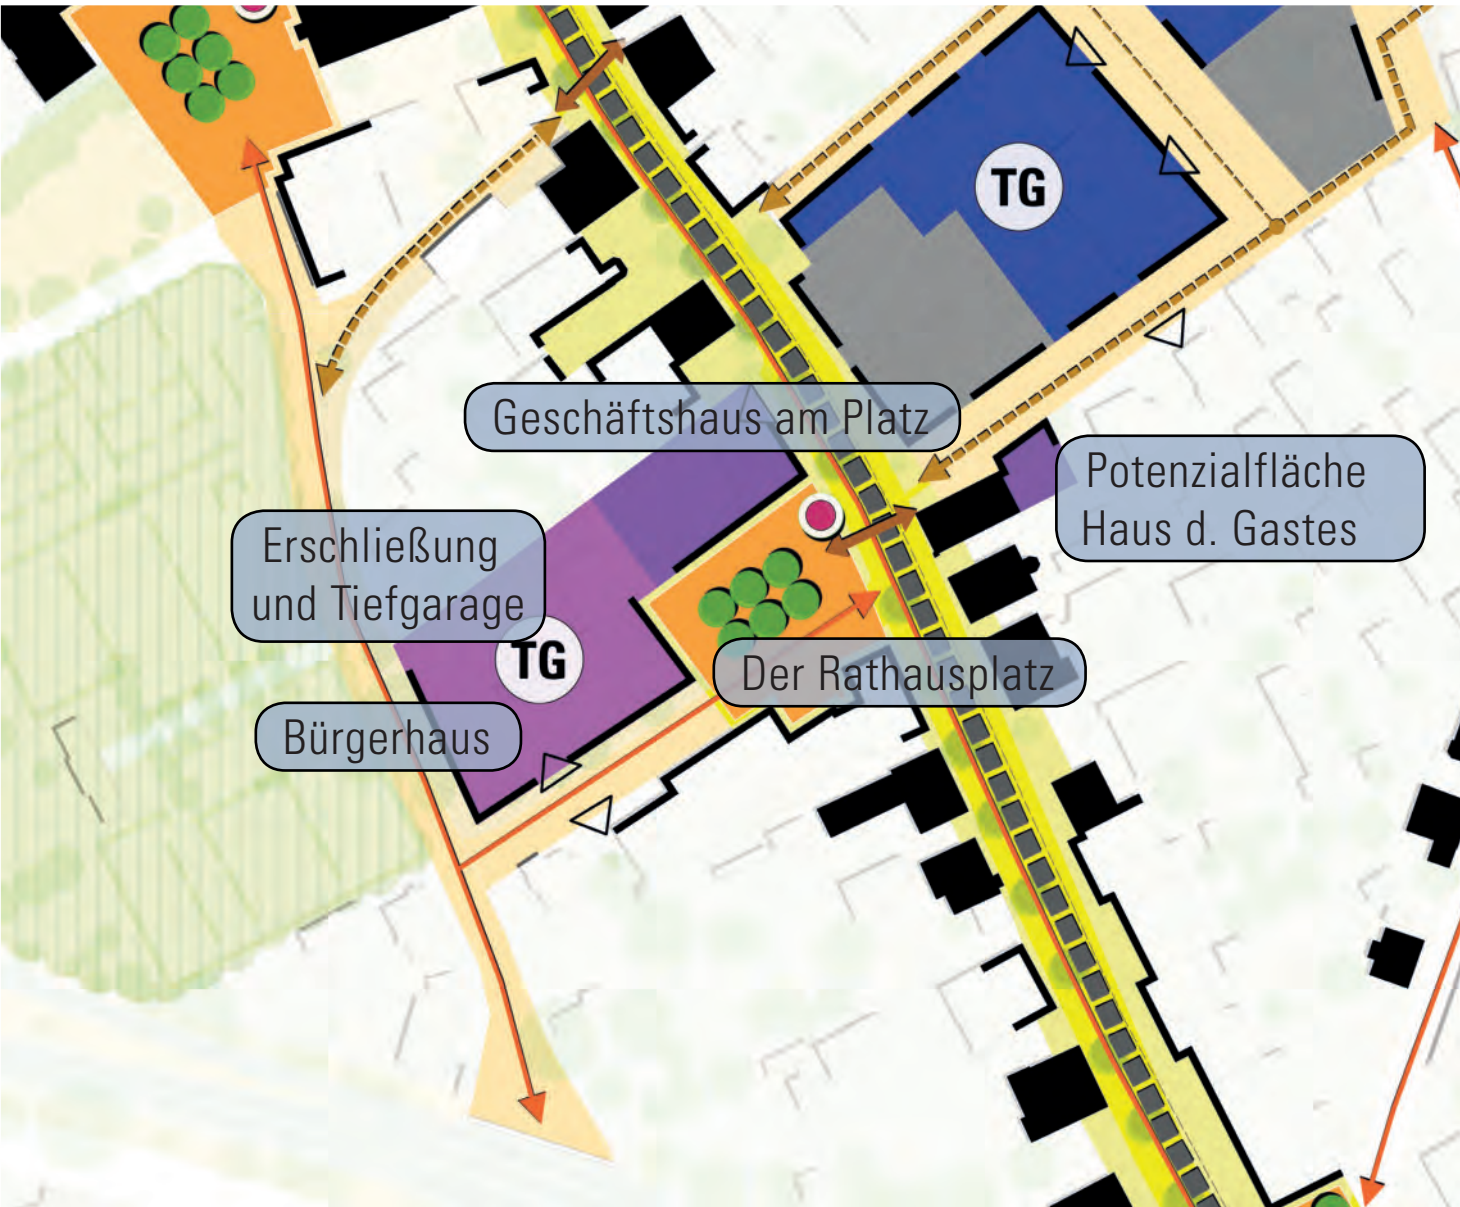 TG
Geschäftshaus am Platz
Potenzialfläche
Haus d. Gastes
Erschließung
und Tiefgarage
TG
Der Rathausplatz
Bürgerhaus